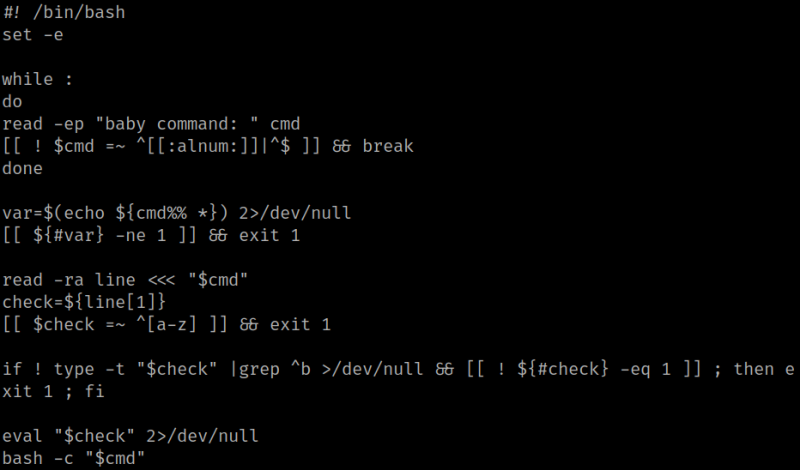 #! /bin/bash
set -e
while :
do
read -ep "baby command: " cmd
[[ ! $cmd =~ ^[[:alnum:]]|^$ ]] && break
done
var=$(echo ${cmd%% *}) 2>/dev/null
[[ ${#var} -ne 1 ]] && exit 1
read -ra line <<< "$cmd"
check=${line[1]}
[[ $check =~ ^[a-z] ]] && exit 1
if ! type -t "$check" |grep ^b >/dev/null && [[ ! ${#check} -eq 1 ]] ; then e
xit 1 ; fi
eval "$check" 2>/dev/null
bash -c "$cmd"